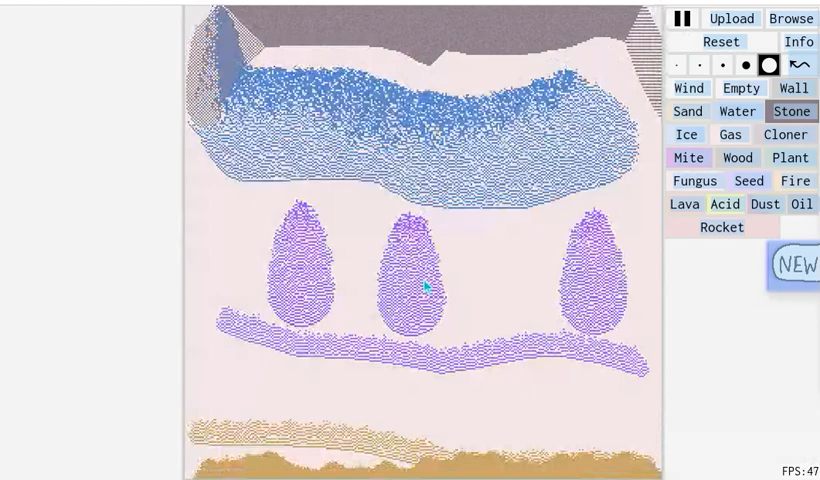 Upload Browse
Reset Info
Wind Empty Wall
Sand Water Stone
Ice Gas Cloner
Mite Wood Plant
Fungus Seed Fire
Lava Acid Dust Oil
Rocket
NEW
FPS:47